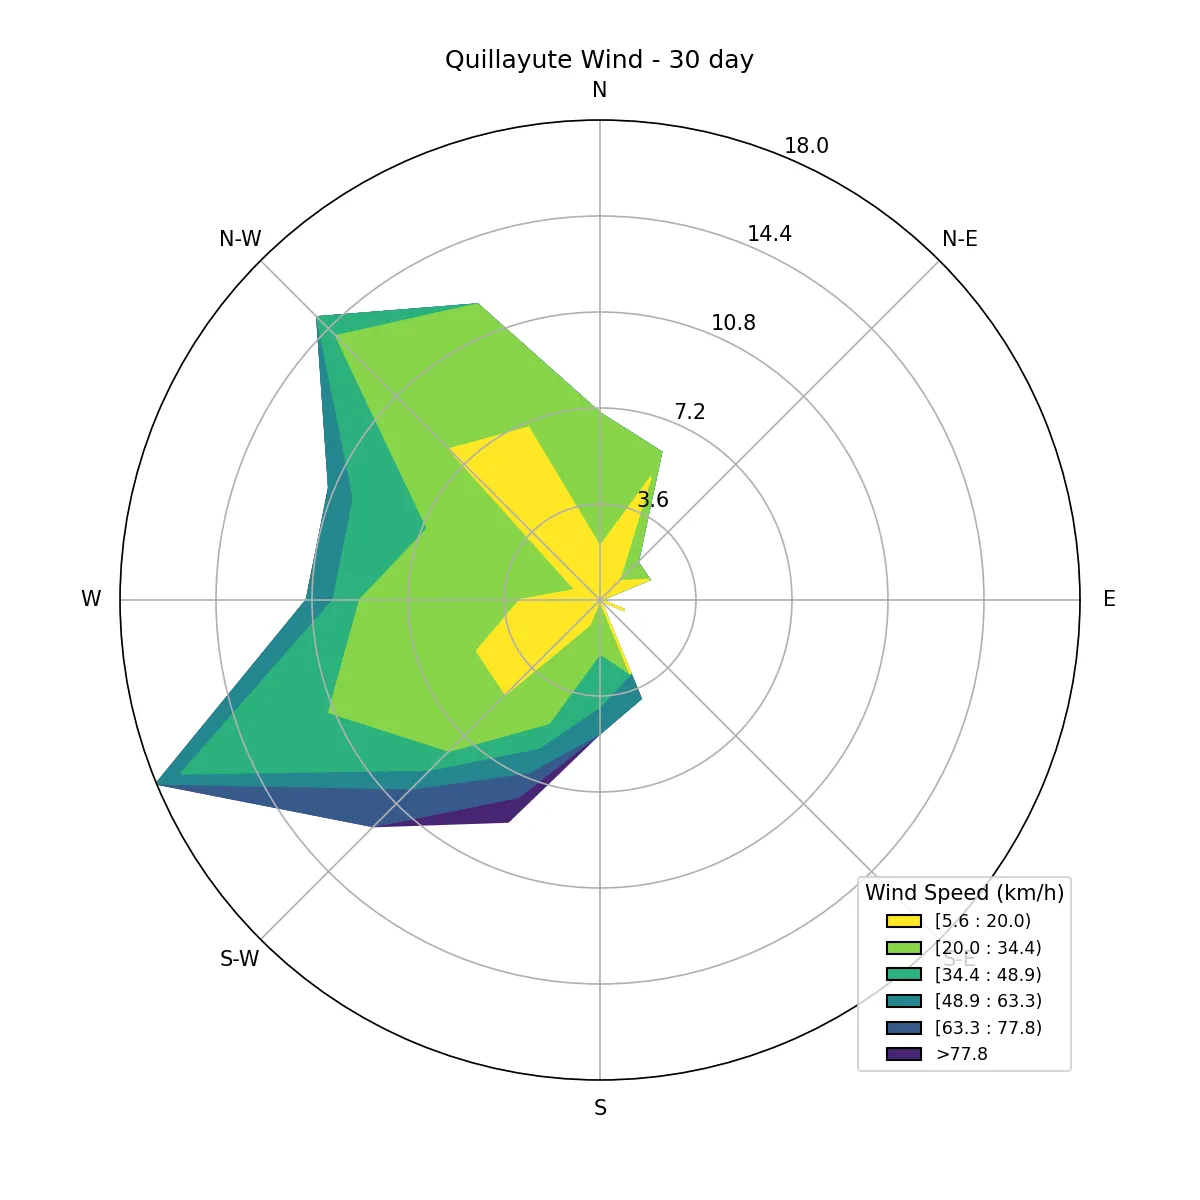 Quillayute Wind - 30 day
N
18.0
N-W
14.4
N-E
10.8
7.2
3.6
W
E
S-W
S-E
S
Wind Speed (km/h)
[5.6 : 20.0)
[20.0 : 34.4)
[34.4 : 48.9)
[48.9 : 63.3)
[63.3 : 77.8)
>77.8